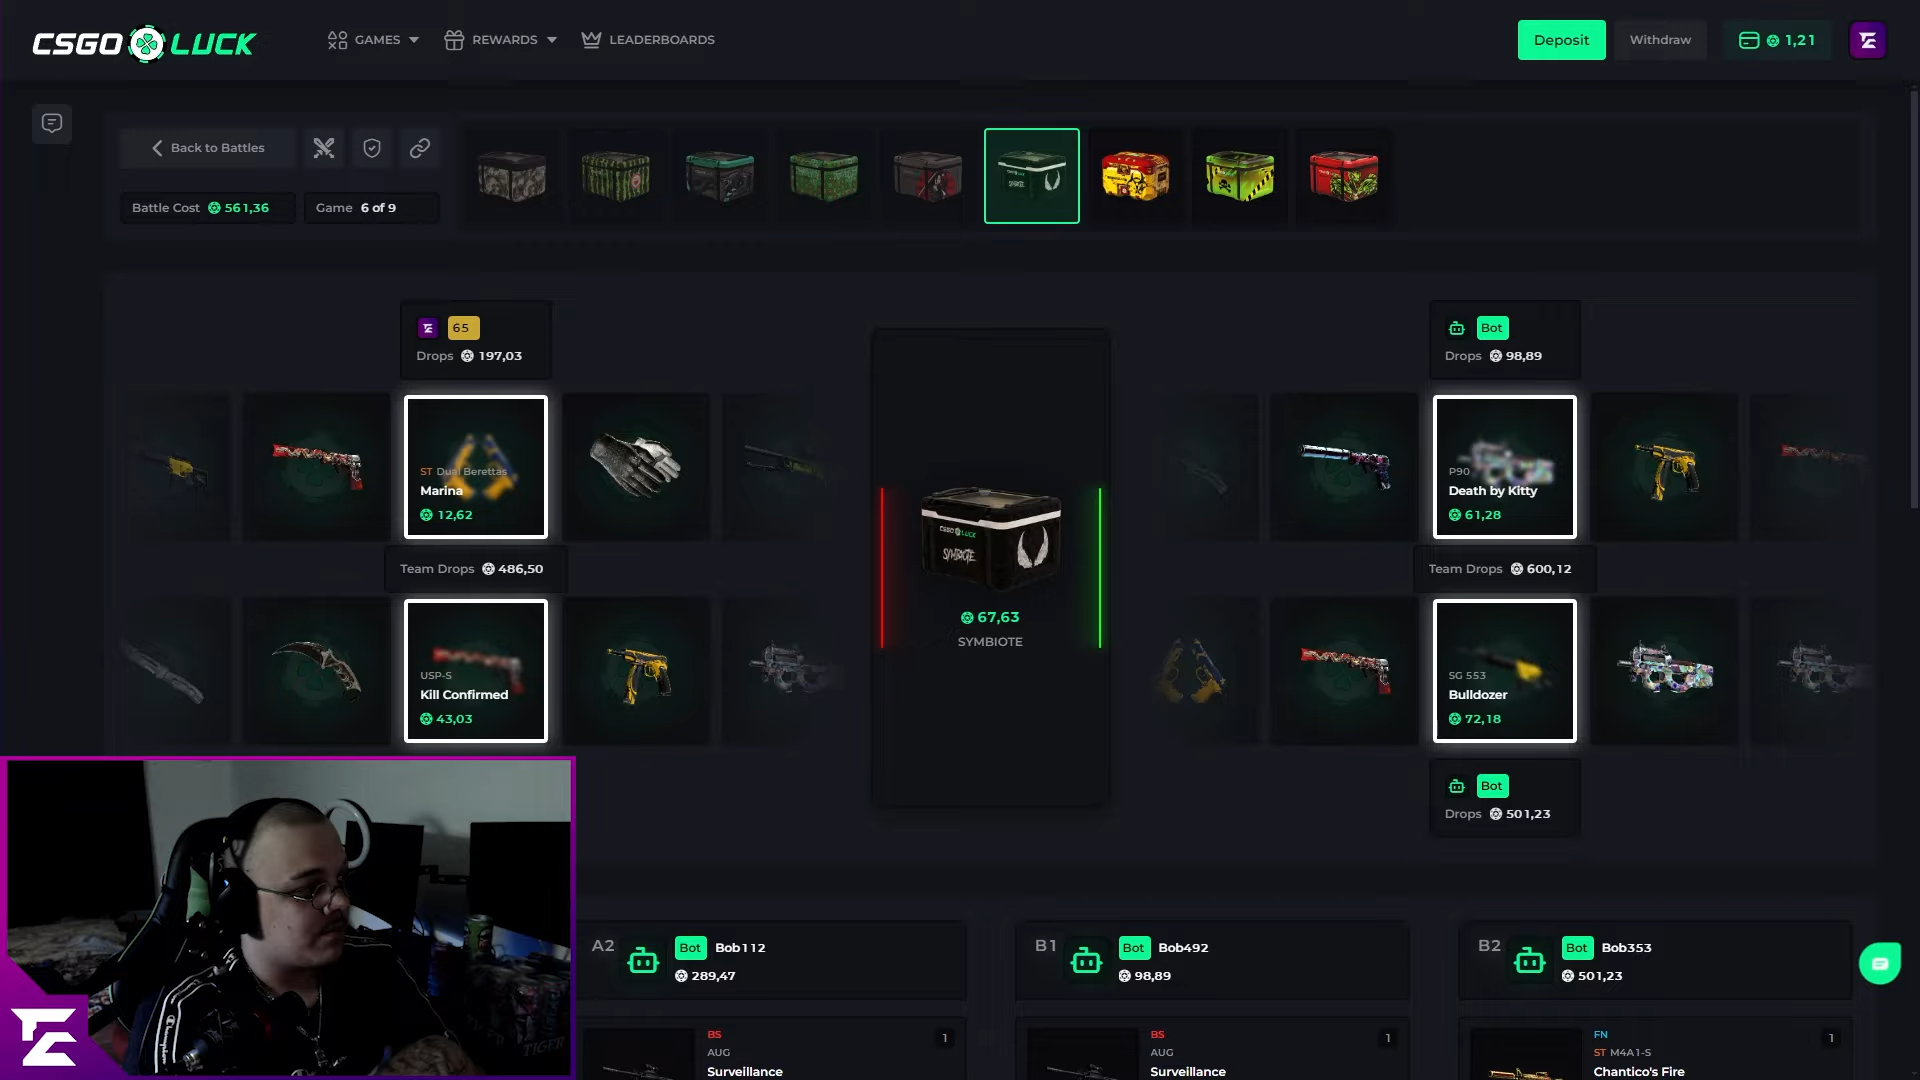 CSGO LUCK
GAMES
REWARDS
LEADERBOARDS
Deposit
Withdraw
1,21
Back to Battles
Battle Cost 561,36
Game 6 of 9
65
Drops 197,03
Bot
Drops 98,89
ST Dual Berettas
Marina
12,62
P90
Death by Kitty
61,28
Team Drops 486,50
Team Drops 600,12
CSGO LUCK
SYMBIOTE
67,63
SYMBIOTE
USP-S
Kill Confirmed
43,03
SG 553
Bulldozer
72,18
Bot
Drops 501,23
A2
Bot Bob112
289,47
B1
Bot Bob492
98,89
B2
Bot Bob353
501,23
BS
1
AUG
Surveillance
BS
1
AUG
Surveillance
FN
1
ST M4A1-S
Chantico's Fire